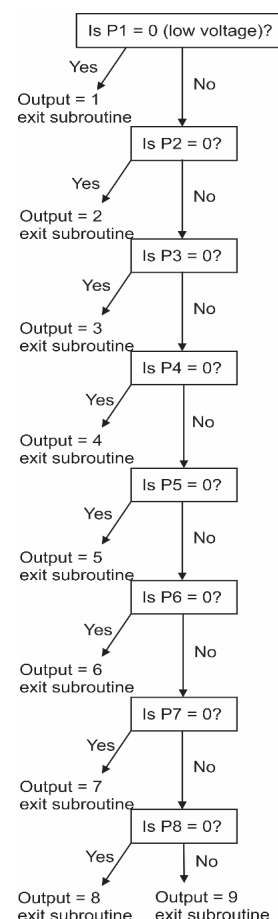 Is P1 = 0 (low voltage)?
Yes
No
Output = 1
exit subroutine
Is P2 = 0?
Yes
No
Output = 2
exit subroutine
Is P3 = 0?
Yes
No
Output = 3
exit subroutine
Is P4 = 0?
Yes
No
Output = 4
exit subroutine
Is P5 = 0?
Yes
No
Output = 5
exit subroutine
Is P6 = 0?
Yes
No
Output = 6
exit subroutine
Is P7 = 0?
Yes
No
Output = 7
exit subroutine
Is P8 = 0?
Yes
No
Output = 8
exit subroutine
Output = 9
exit subroutine